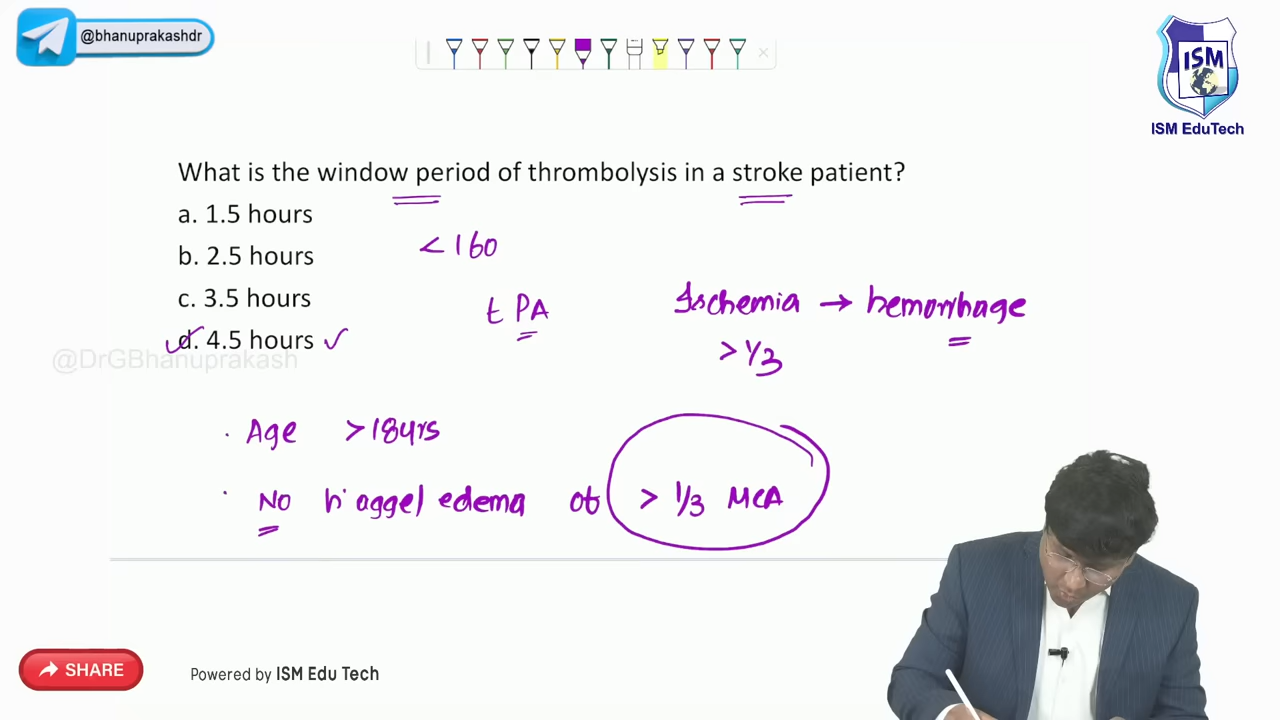 @bhanuprakashdr
ISM
ISM EduTech
What is the window period of thrombolysis in a stroke patient?
a. 1.5 hours
b. 2.5 hours
< 160
c. 3.5 hours
t PA
Ischemia → hemorrhage
d. 4.5 hours
> 1/3
@DrGBhanuprakash
· Age > 18yrs
· No edema of > 1/3 MCA
SHARE
Powered by ISM Edu Tech